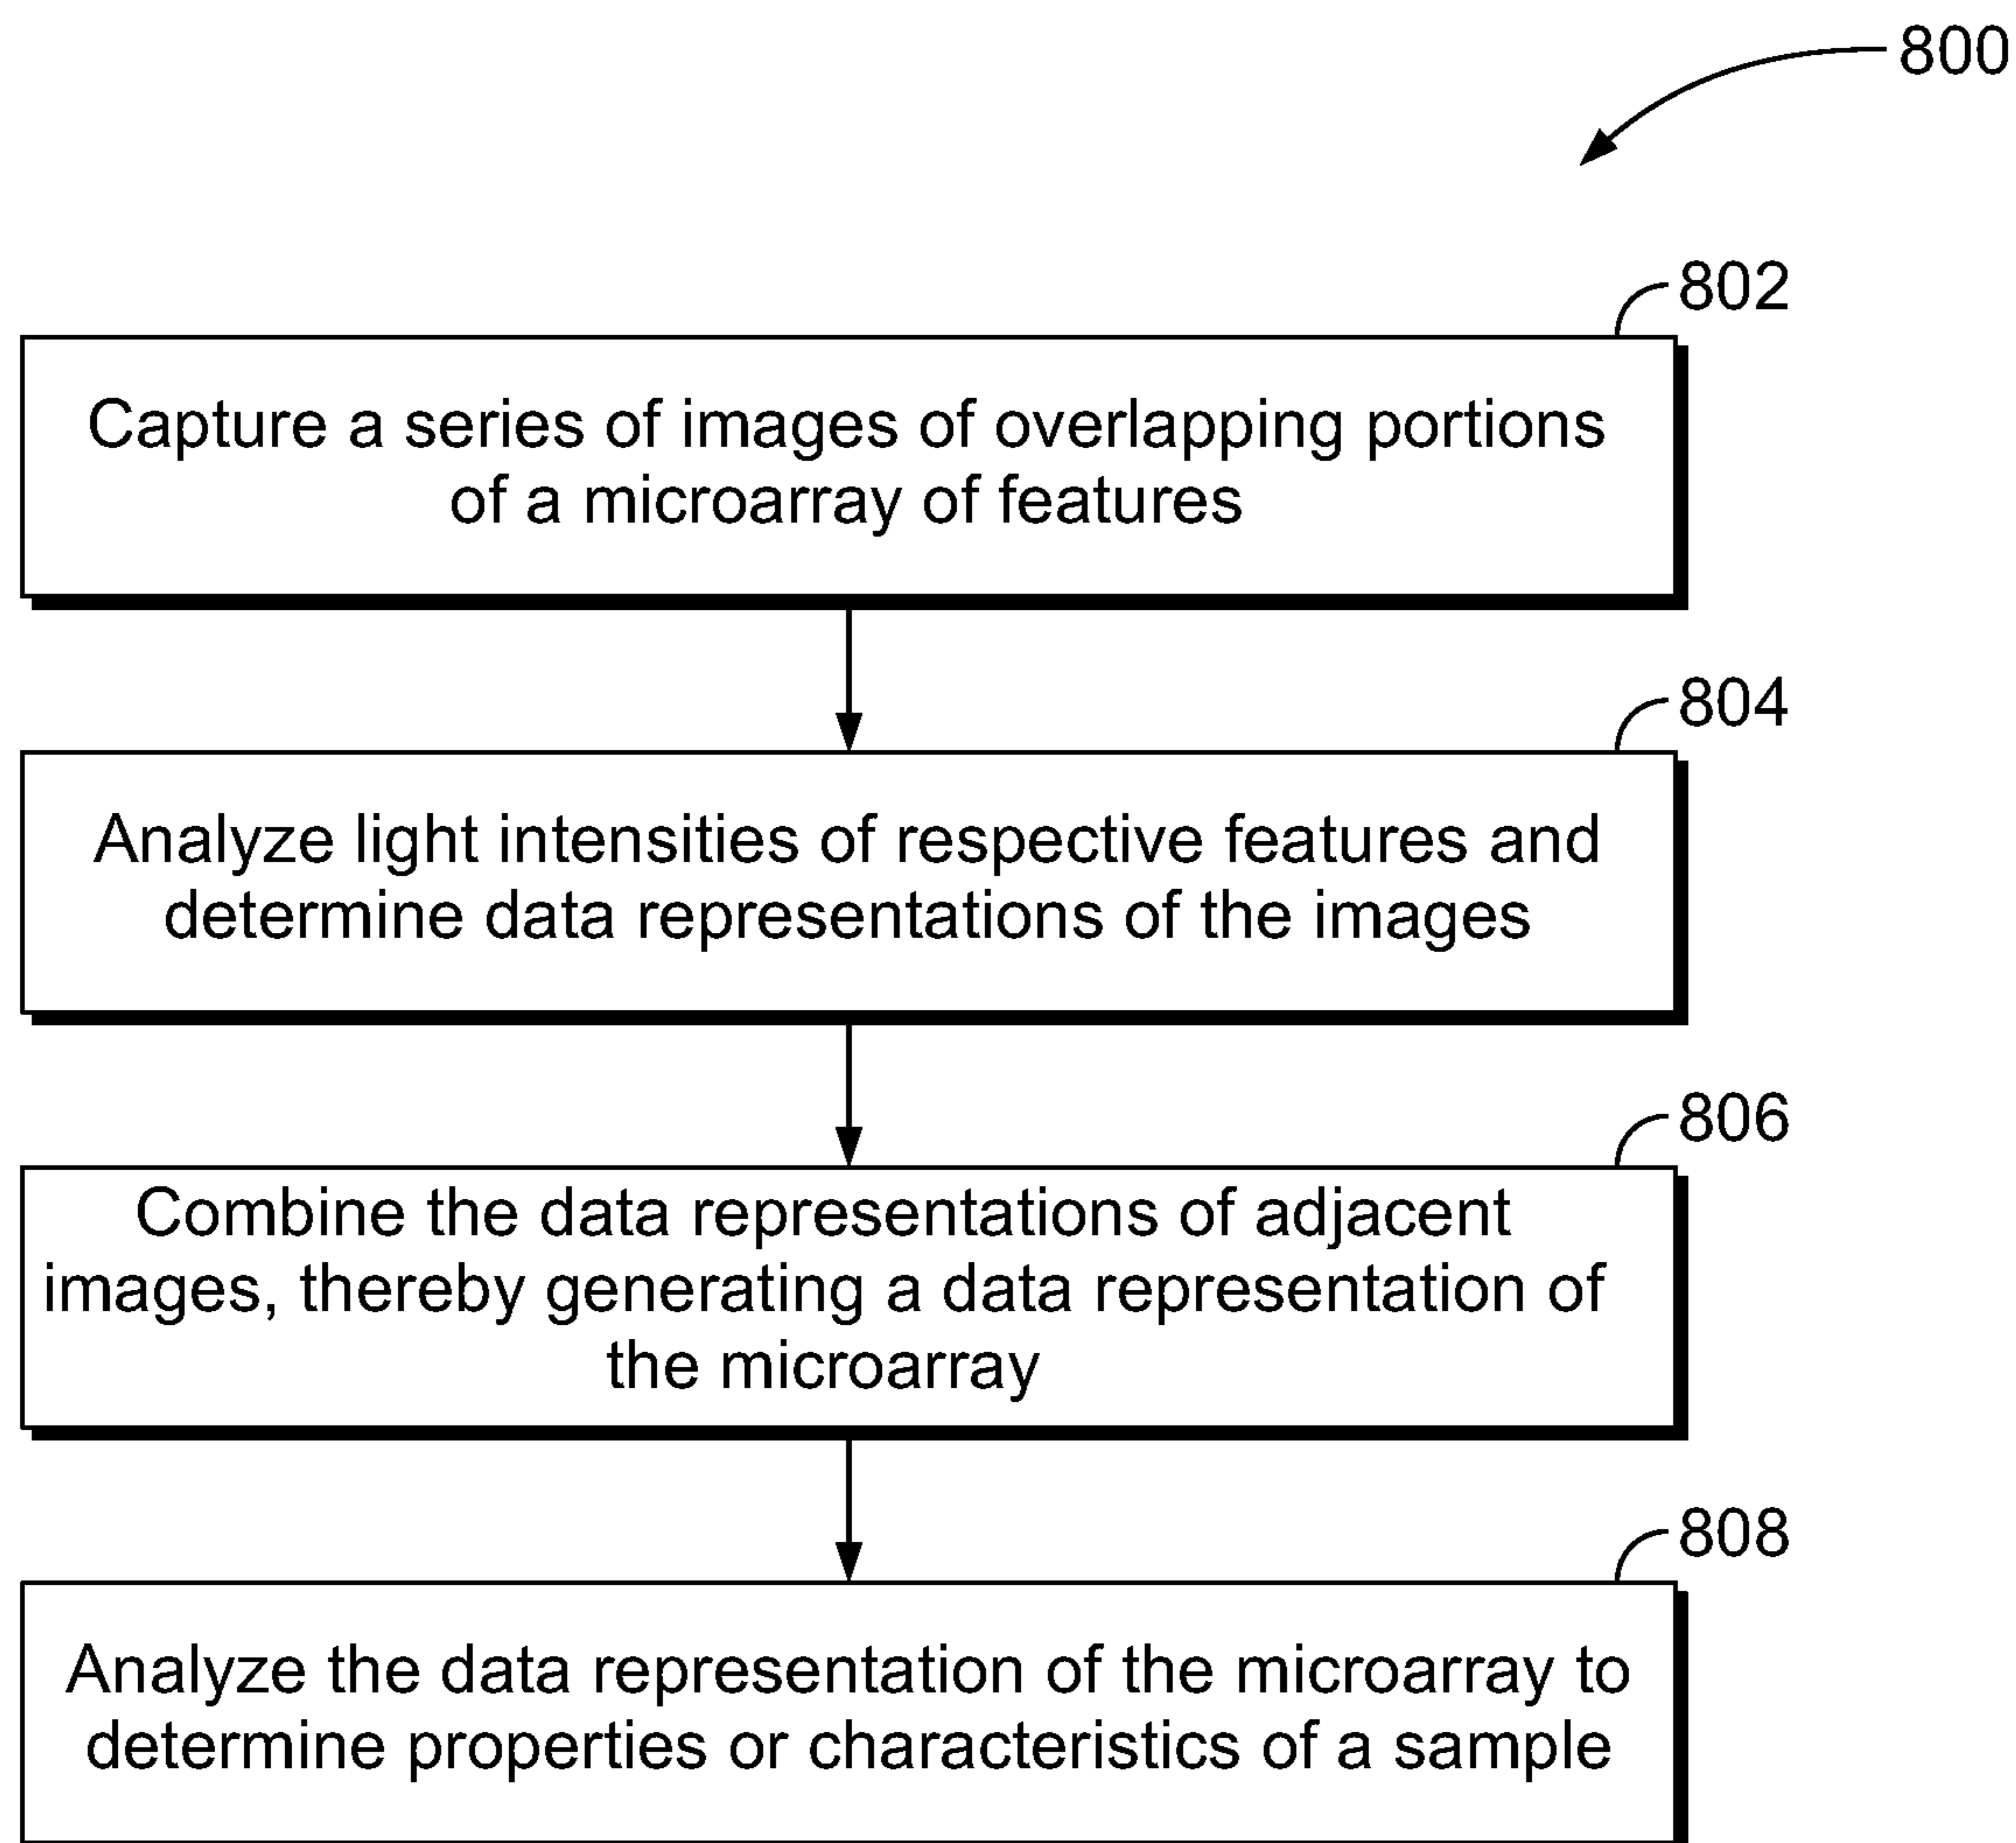 800
802
Capture a series of images of overlapping portions
of a microarray of features
804
Analyze light intensities of respective features and
determine data representations of the images
806
Combine the data representations of adjacent
images, thereby generating a data representation of
the microarray
808
Analyze the data representation of the microarray to
determine properties or characteristics of a sample